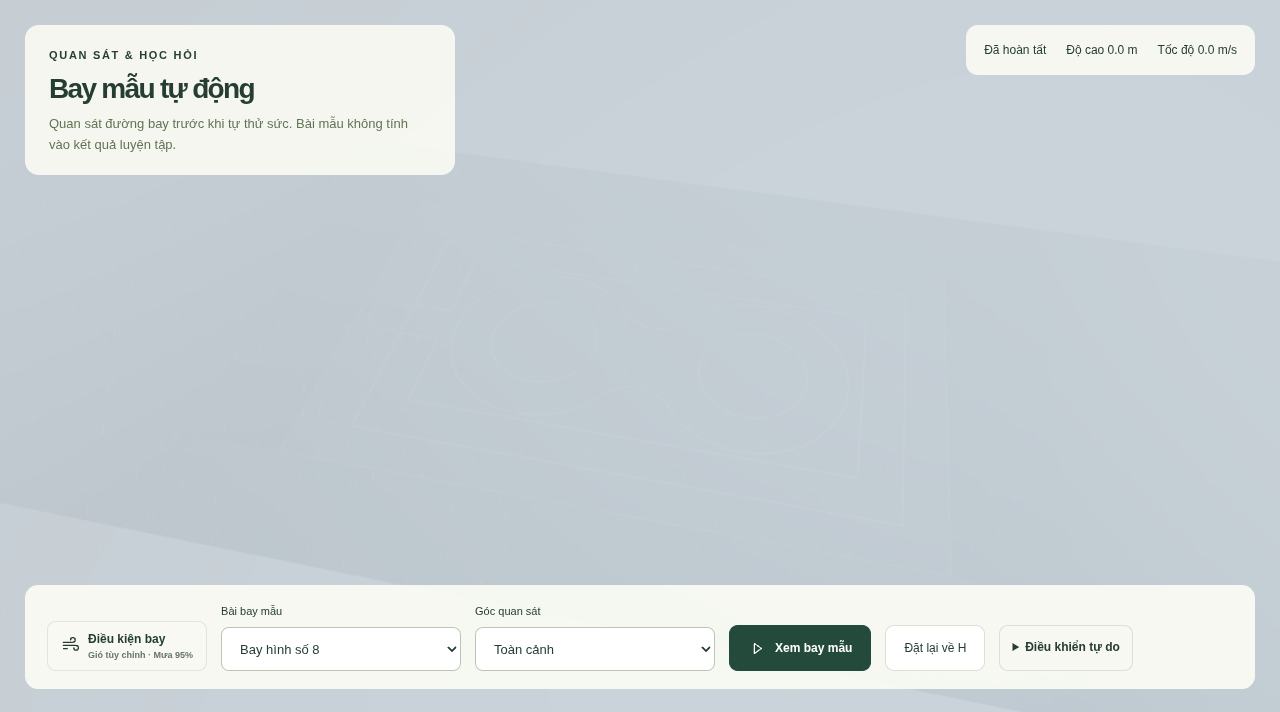 QUAN SÁT & HỌC HỎI
Bay mẫu tự động
Quan sát đường bay trước khi tự thử sức. Bài mẫu không tính
vào kết quả luyện tập.
Đã hoàn tất Độ cao 0.0 m Tốc độ 0.0 m/s
Điều kiện bay
Gió tùy chỉnh · Mưa 95%
Bài bay mẫu
Bay hình số 8
Góc quan sát
Toàn cảnh
Xem bay mẫu
Đặt lại về H
Điều khiển tự do